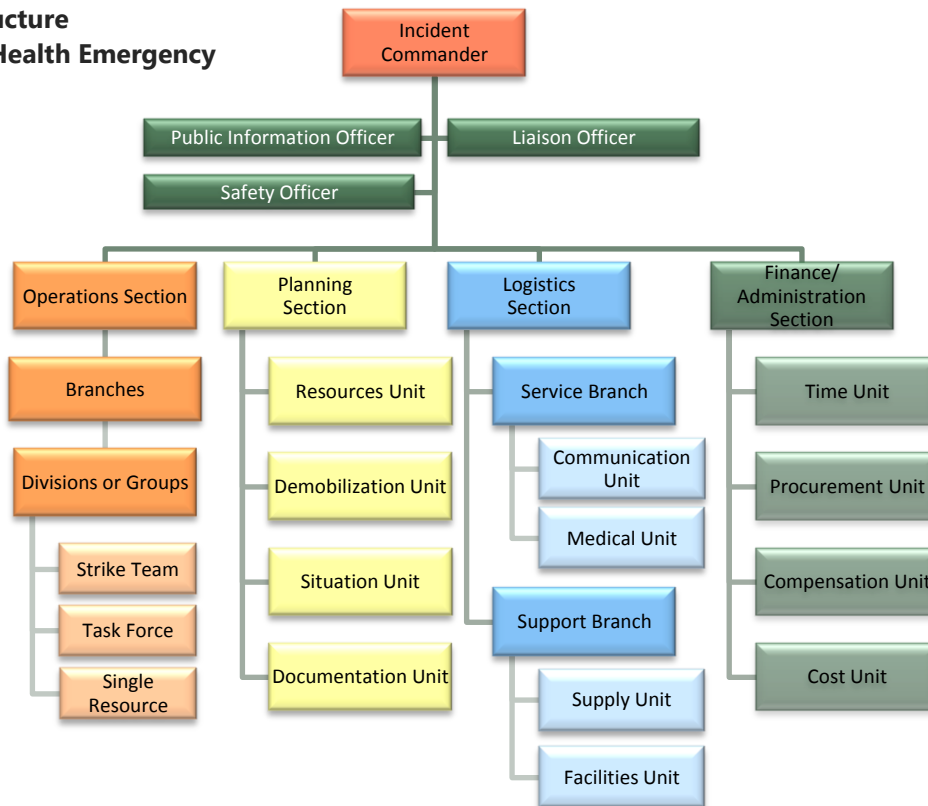 Health Emergency
Incident
Commander
Public Information Officer
Liaison Officer
Safety Officer
Operations Section
Planning
Section
Logistics
Section
Finance/
Administration
Section
Branches
Resources Unit
Service Branch
Time Unit
Divisions or Groups
Demobilization Unit
Communication
Unit
Procurement Unit
Medical Unit
Strike Team
Situation Unit
Compensation Unit
Task Force
Support Branch
Single
Resource
Documentation Unit
Supply Unit
Cost Unit
Facilities Unit